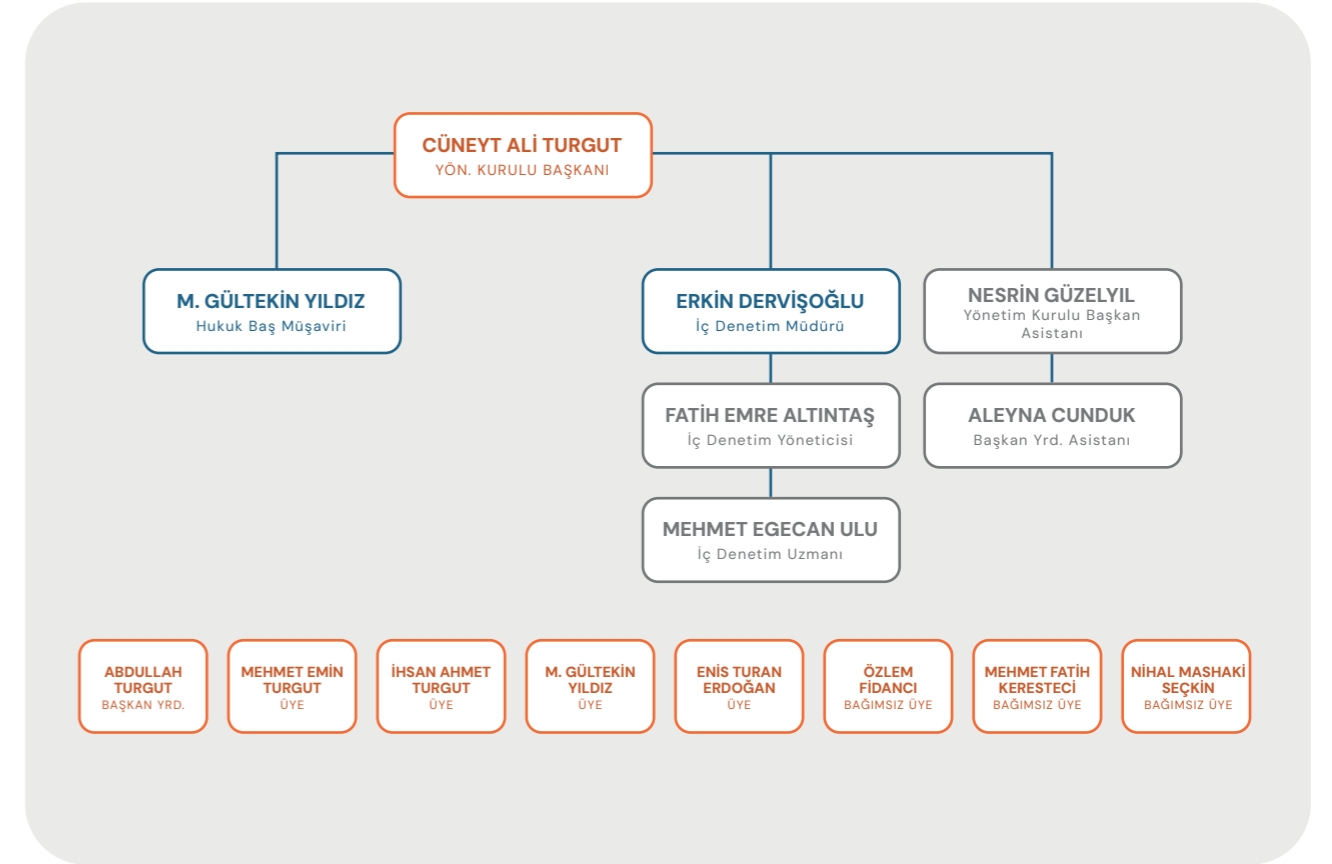 CÜNEYT ALİ TURGUT
YÖN. KURULU BAŞKANI
M. GÜLTEKİN YILDIZ
Hukuk Baş Müşaviri
ERKİN DERVİŞOĞLU
İç Denetim Müdürü
NESRİN GÜZELYIL
Yönetim Kurulu Başkan
Asistanı
FATİH EMRE ALTINTAŞ
İç Denetim Yöneticisi
ALEYNA CUNDUK
Başkan Yrd. Asistanı
MEHMET EGECAN ULU
İç Denetim Uzmanı
ABDULLAH
TURGUT
BAŞKAN YRD.
MEHMET EMİN
TURGUT
ÜYE
İHSAN AHMET
TURGUT
ÜYE
M. GÜLTEKİN
YILDIZ
ÜYE
ENİS TURAN
ERDOĞAN
ÜYE
ÖZLEM
FİDANCI
BAĞIMSIZ ÜYE
MEHMET FATİH
KERESTECİ
BAĞIMSIZ ÜYE
NİHAL MASHAKİ
SEÇKİN
BAĞIMSIZ ÜYE